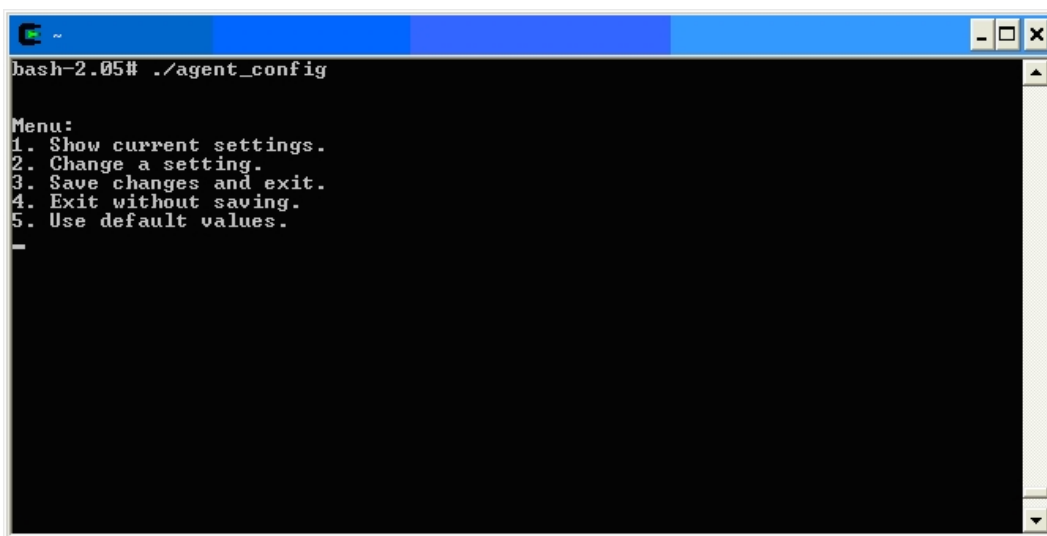 ~
bash-2.05# ./agent_config
Menu:
1. Show current settings.
2. Change a setting.
3. Save changes and exit.
4. Exit without saving.
5. Use default values.